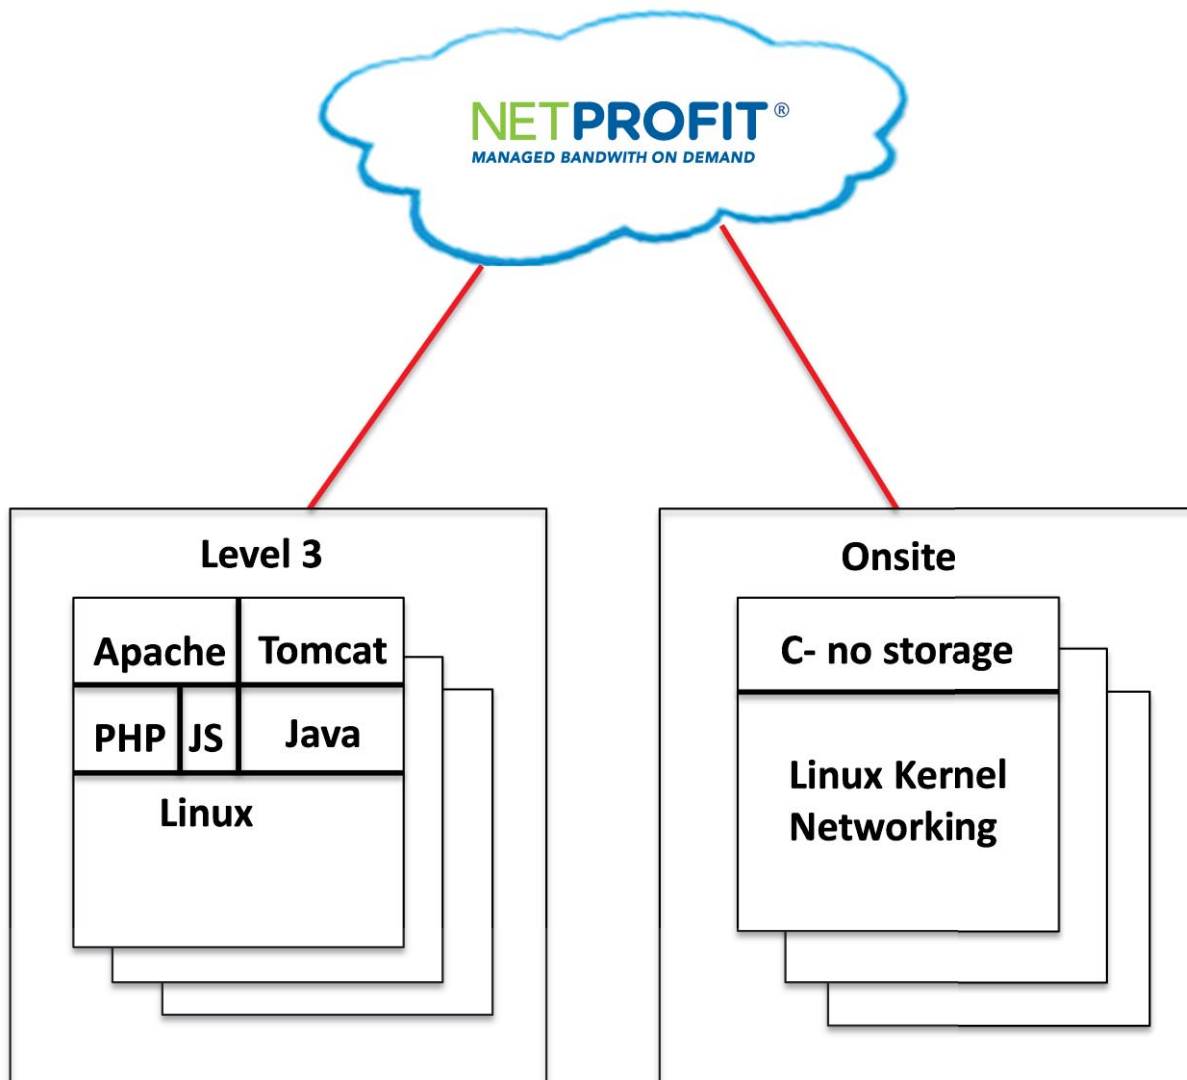 NETPROFIT®
MANAGED BANDWITH ON DEMAND
Level 3
Apache
Tomcat
PHP
JS
Java
Linux
Onsite
C- no storage
Linux Kernel
Networking